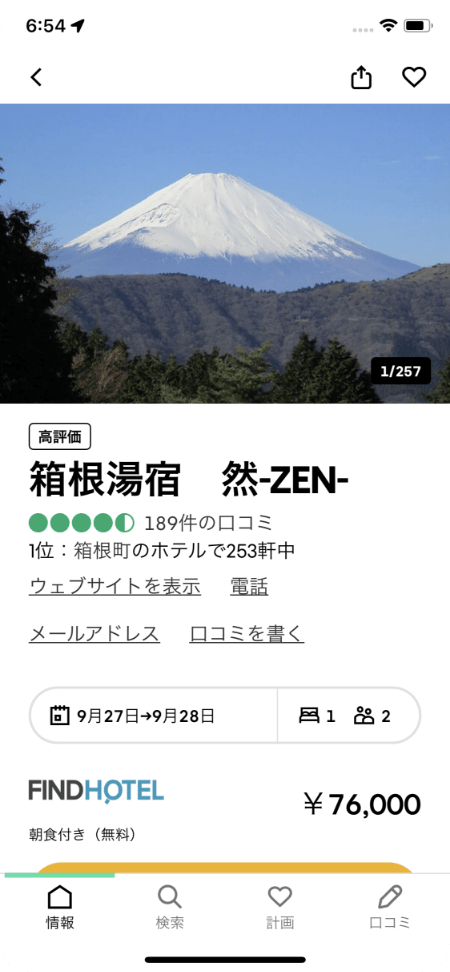 6:54
1/257
高評価
箱根湯宿　然-ZEN-
189件の口コミ
1位：箱根町のホテルで253軒中
ウェブサイトを表示 電話
メールアドレス 口コミを書く
9月27日→9月28日 1 2
FINDHOTEL
￥76,000
朝食付き（無料）
情報 検索 計画 口コミ